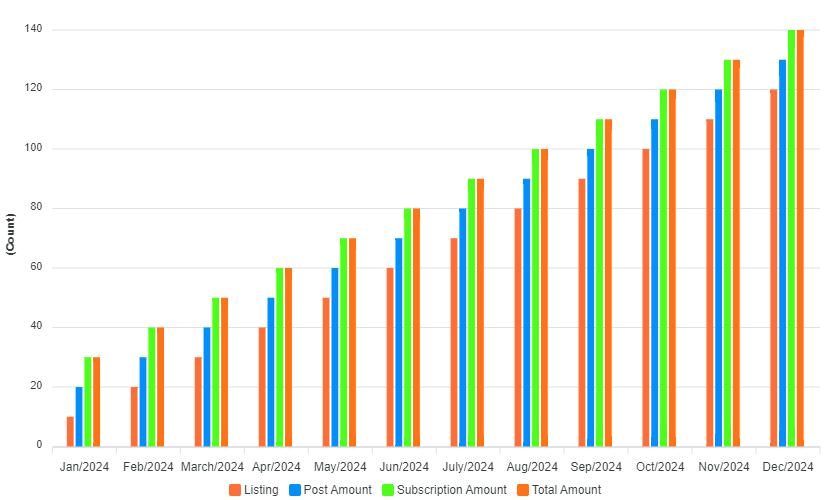 140
120
100
80
60
40
20
0
(Count)
Jan/2024 Feb/2024 March/2024 Apr/2024 May/2024 Jun/2024 July/2024 Aug/2024 Sep/2024 Oct/2024 Nov/2024 Dec/2024
Listing Post Amount Subscription Amount Total Amount